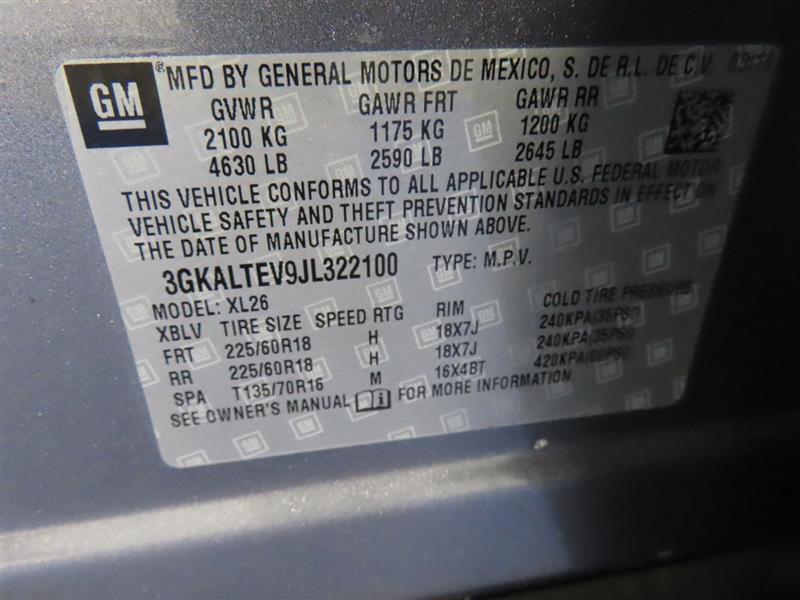 GM
© MFD BY GENERAL MOTORS DE MEXICO, S. DE R.L. DE C.V
GVWR GAWR FRT GAWR RR
2100 KG 1175 KG 1200 KG
4630 LB 2590 LB 2645 LB
THIS VEHICLE CONFORMS TO ALL APPLICABLE U.S. FEDERAL MOTOR
VEHICLE SAFETY AND THEFT PREVENTION STANDARDS IN EFFECT ON
THE DATE OF MANUFACTURE SHOWN ABOVE.
3GKALTEV9JL322100 TYPE: M.P.V.
MODEL: XL26
XBLV TIRE SIZE SPEED RTG RIM COLD TIRE PRESSURE
FRT 225/60R18 H 18X7J 240KPA(35PSI)
RR 225/60R18 H 18X7J 240KPA(35PSI)
SPA T135/70R16 M 16X4BT 420KPA(60PSI)
SEE OWNER'S MANUAL FOR MORE INFORMATION